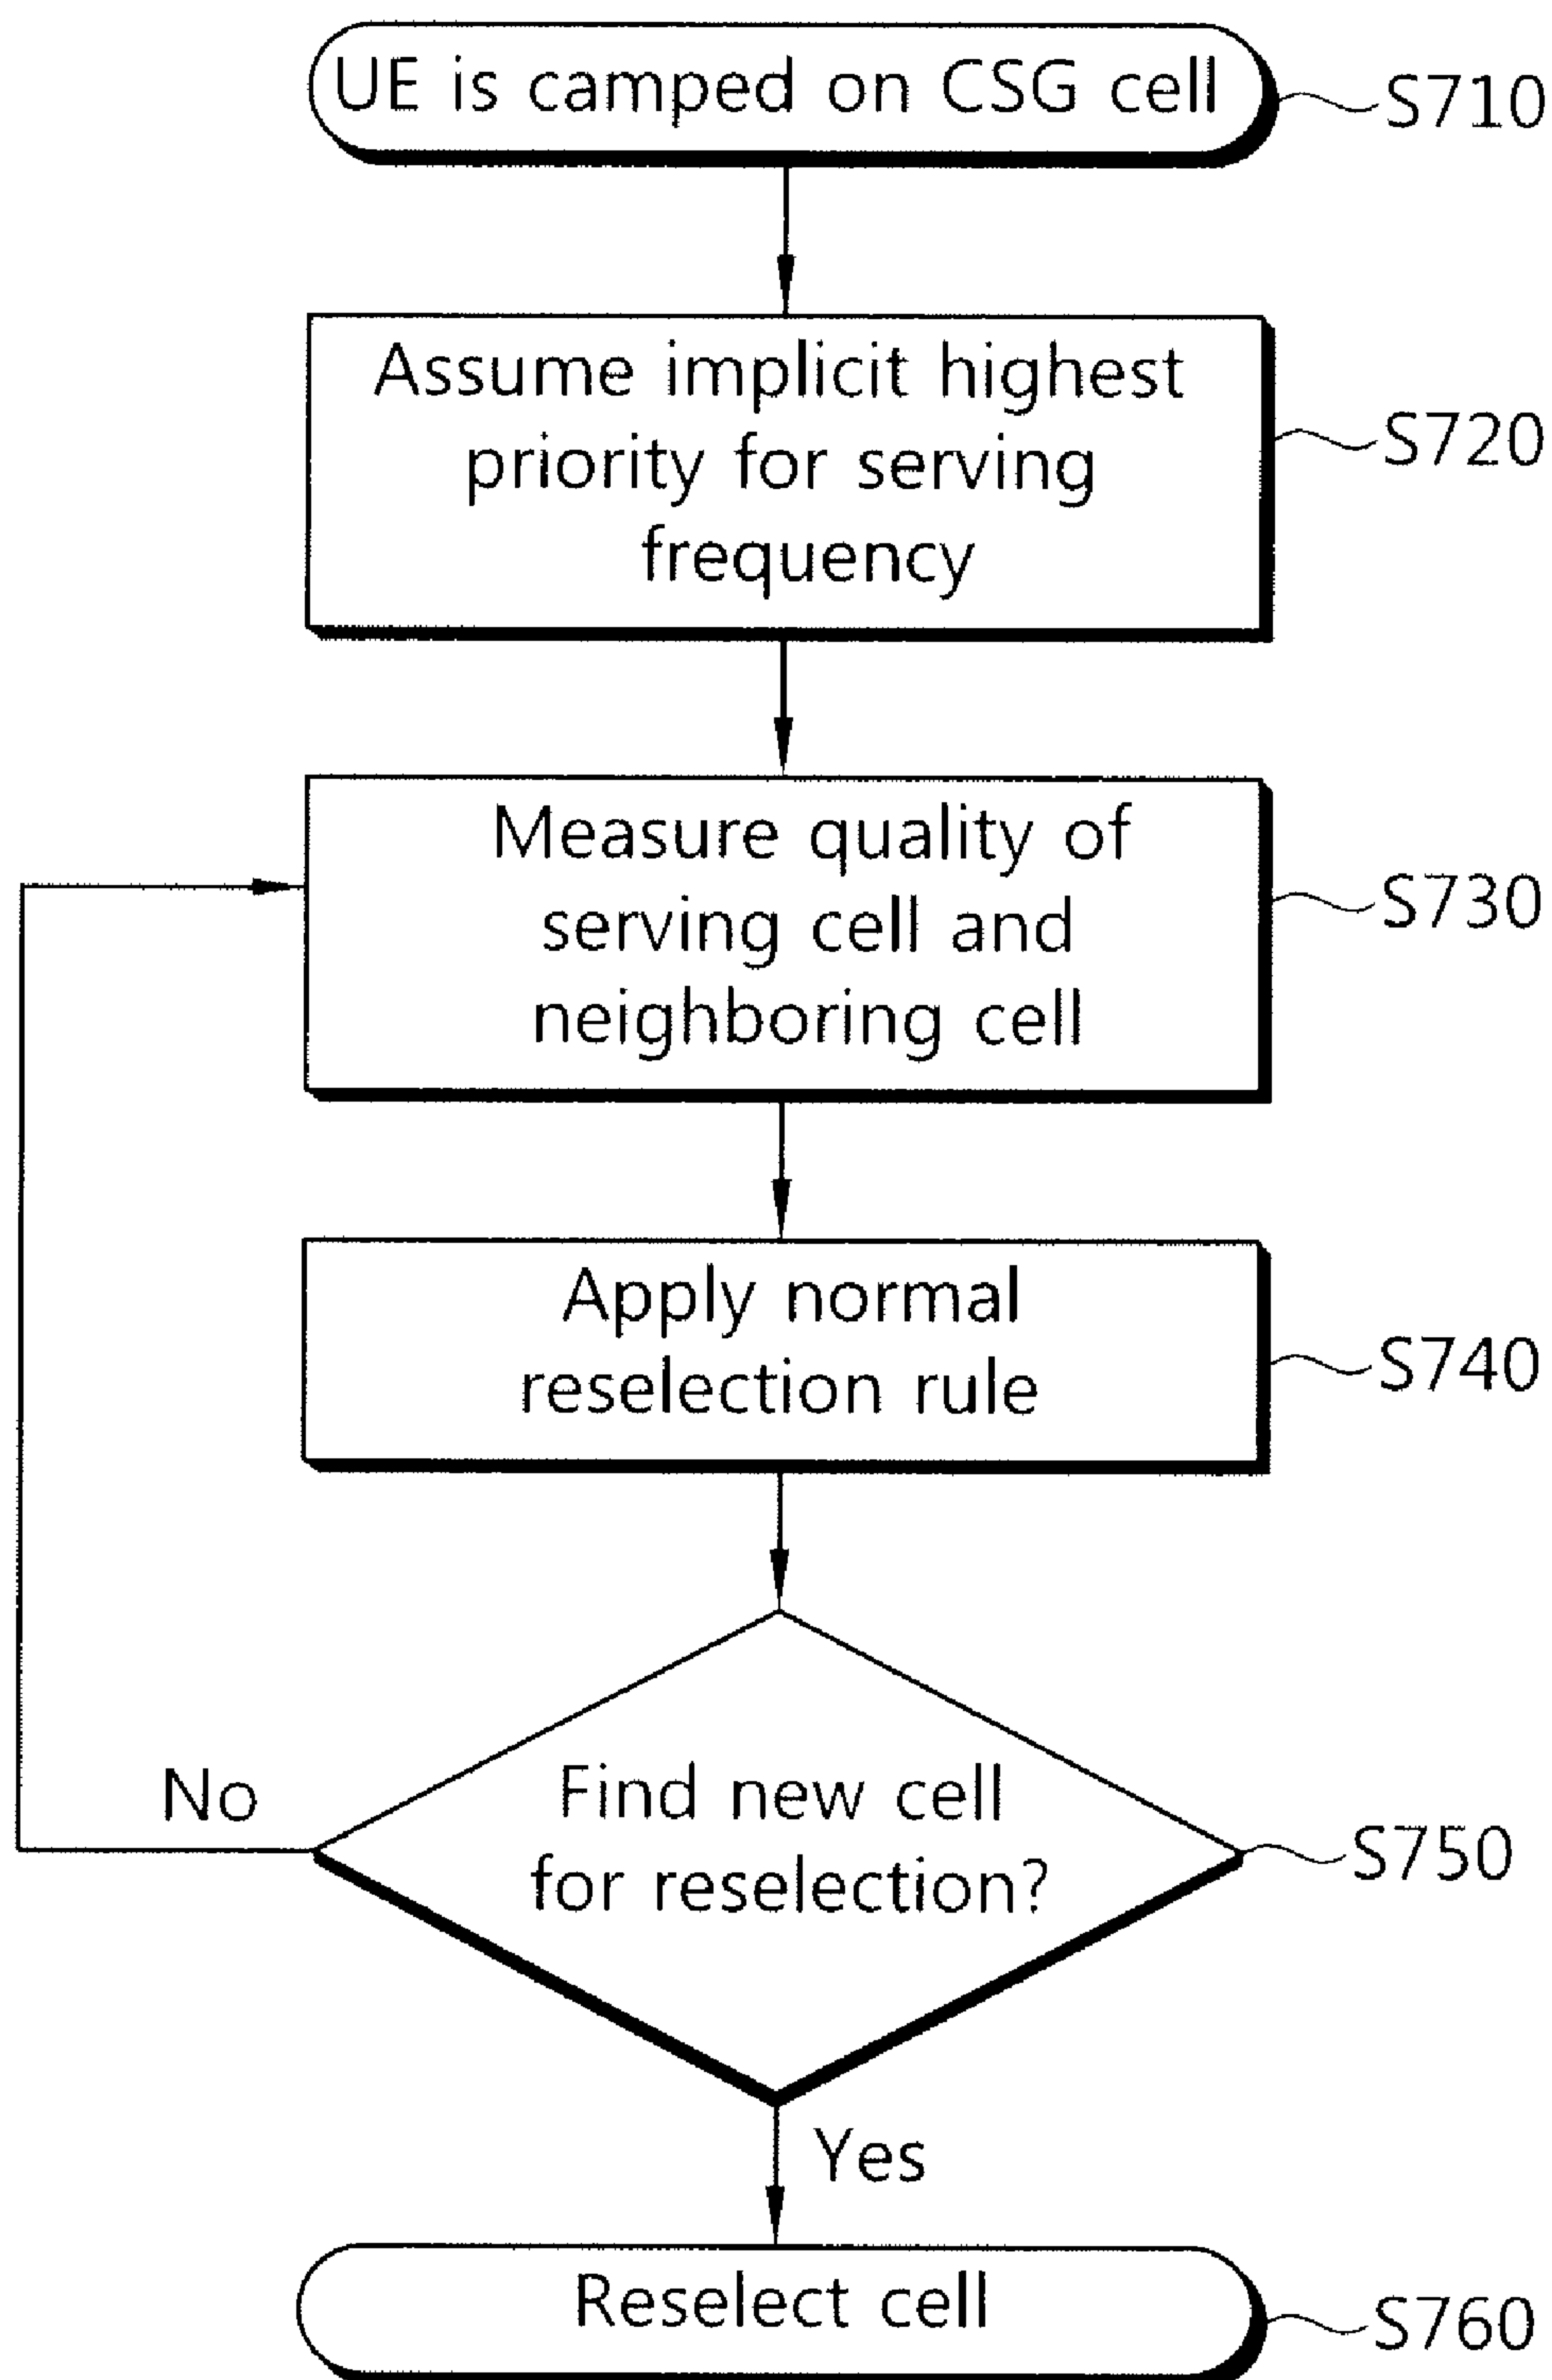 UE is camped on CSG cell
S710
Assume implicit highest
priority for serving
frequency
S720
Measure quality of
serving cell and
neighboring cell
S730
Apply normal
reselection rule
S740
Find new cell
for reselection?
S750
No
Yes
Reselect cell
S760